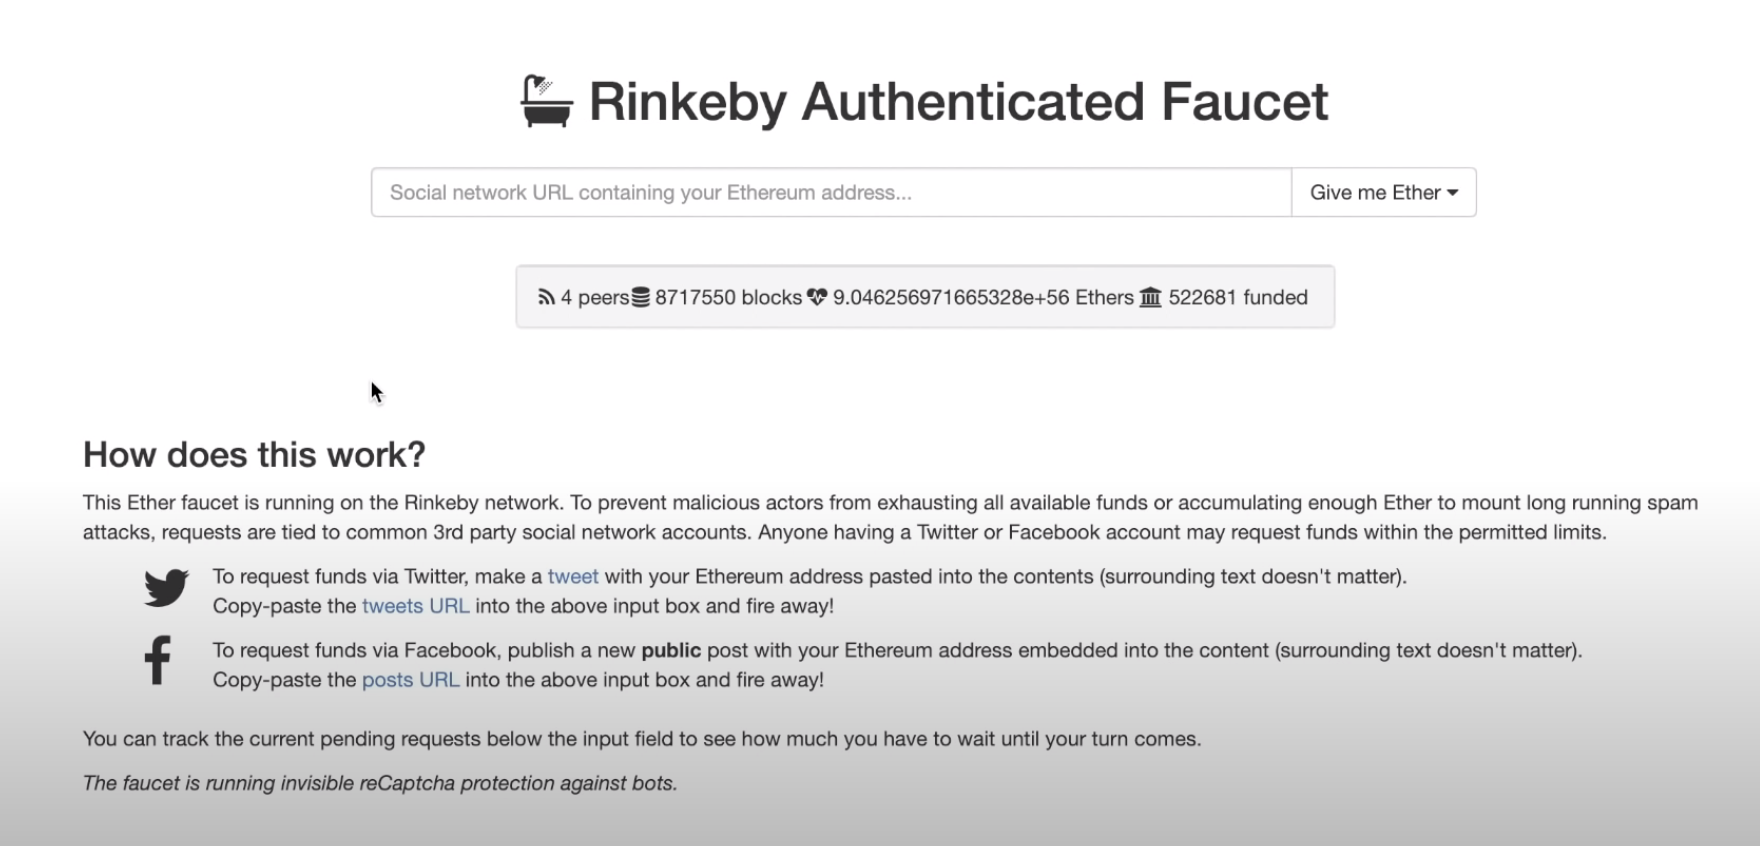 Rinkeby Authenticated Faucet
Social network URL containing your Ethereum address...
Give me Ether
4 peers 8717550 blocks 9.046256971665328e+56 Ethers 522681 funded
How does this work?
This Ether faucet is running on the Rinkeby network. To prevent malicious actors from exhausting all available funds or accumulating enough Ether to mount long running spam
attacks, requests are tied to common 3rd party social network accounts. Anyone having a Twitter or Facebook account may request funds within the permitted limits.
To request funds via Twitter, make a tweet with your Ethereum address pasted into the contents (surrounding text doesn't matter).
Copy-paste the tweets URL into the above input box and fire away!
To request funds via Facebook, publish a new public post with your Ethereum address embedded into the content (surrounding text doesn't matter).
Copy-paste the posts URL into the above input box and fire away!
You can track the current pending requests below the input field to see how much you have to wait until your turn comes.
The faucet is running invisible reCaptcha protection against bots.